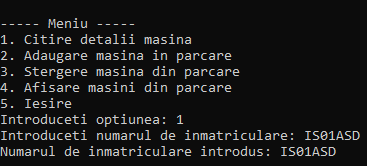 ----- Meniu -----
1. Citire detalii masina
2. Adaugare masina in parcare
3. Stergere masina din parcare
4. Afisare masini din parcare
5. Iesire
Introduceti optiunea: 1
Introduceti numarul de inmatriculare: IS01ASD
Numarul de inmatriculare introdus: IS01ASD